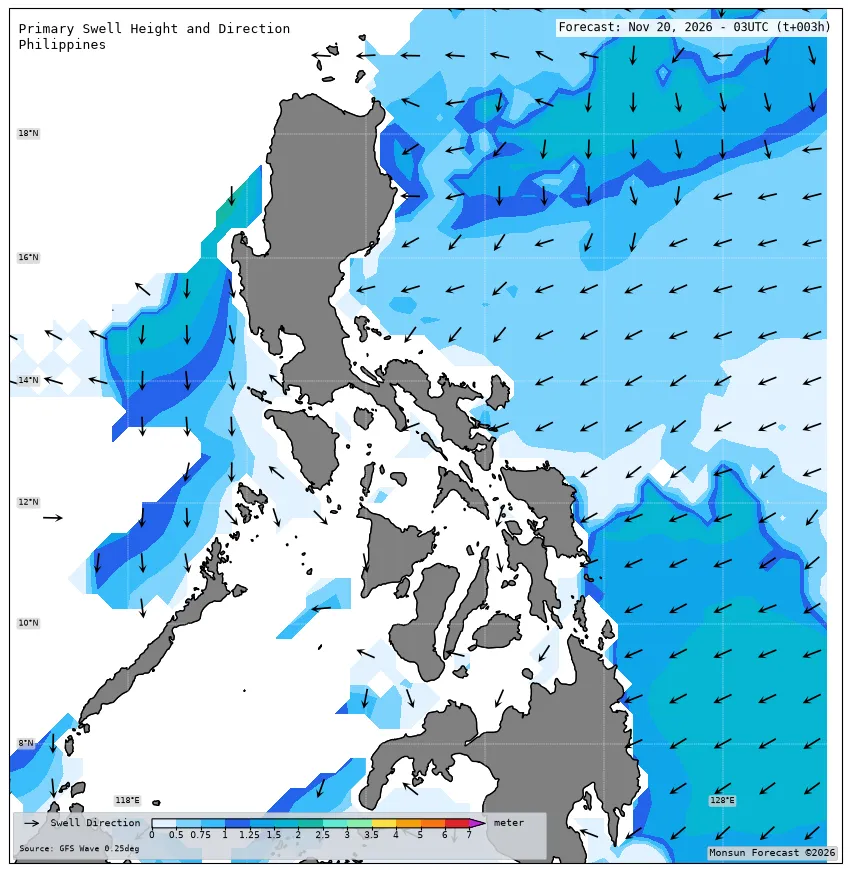 Primary Swell Height and Direction
Philippines
Forecast: Nov 20, 2026 - 03UTC (t+003h)
18°N
16°N
14°N
12°N
10°N
8°N
118°E
128°E
Swell Direction
0 0.5 0.75 1 1.25 1.5 2 2.5 3 3.5 4 5 6 7
meter
Source: GFS Wave 0.25deg
Monsun Forecast ©2026